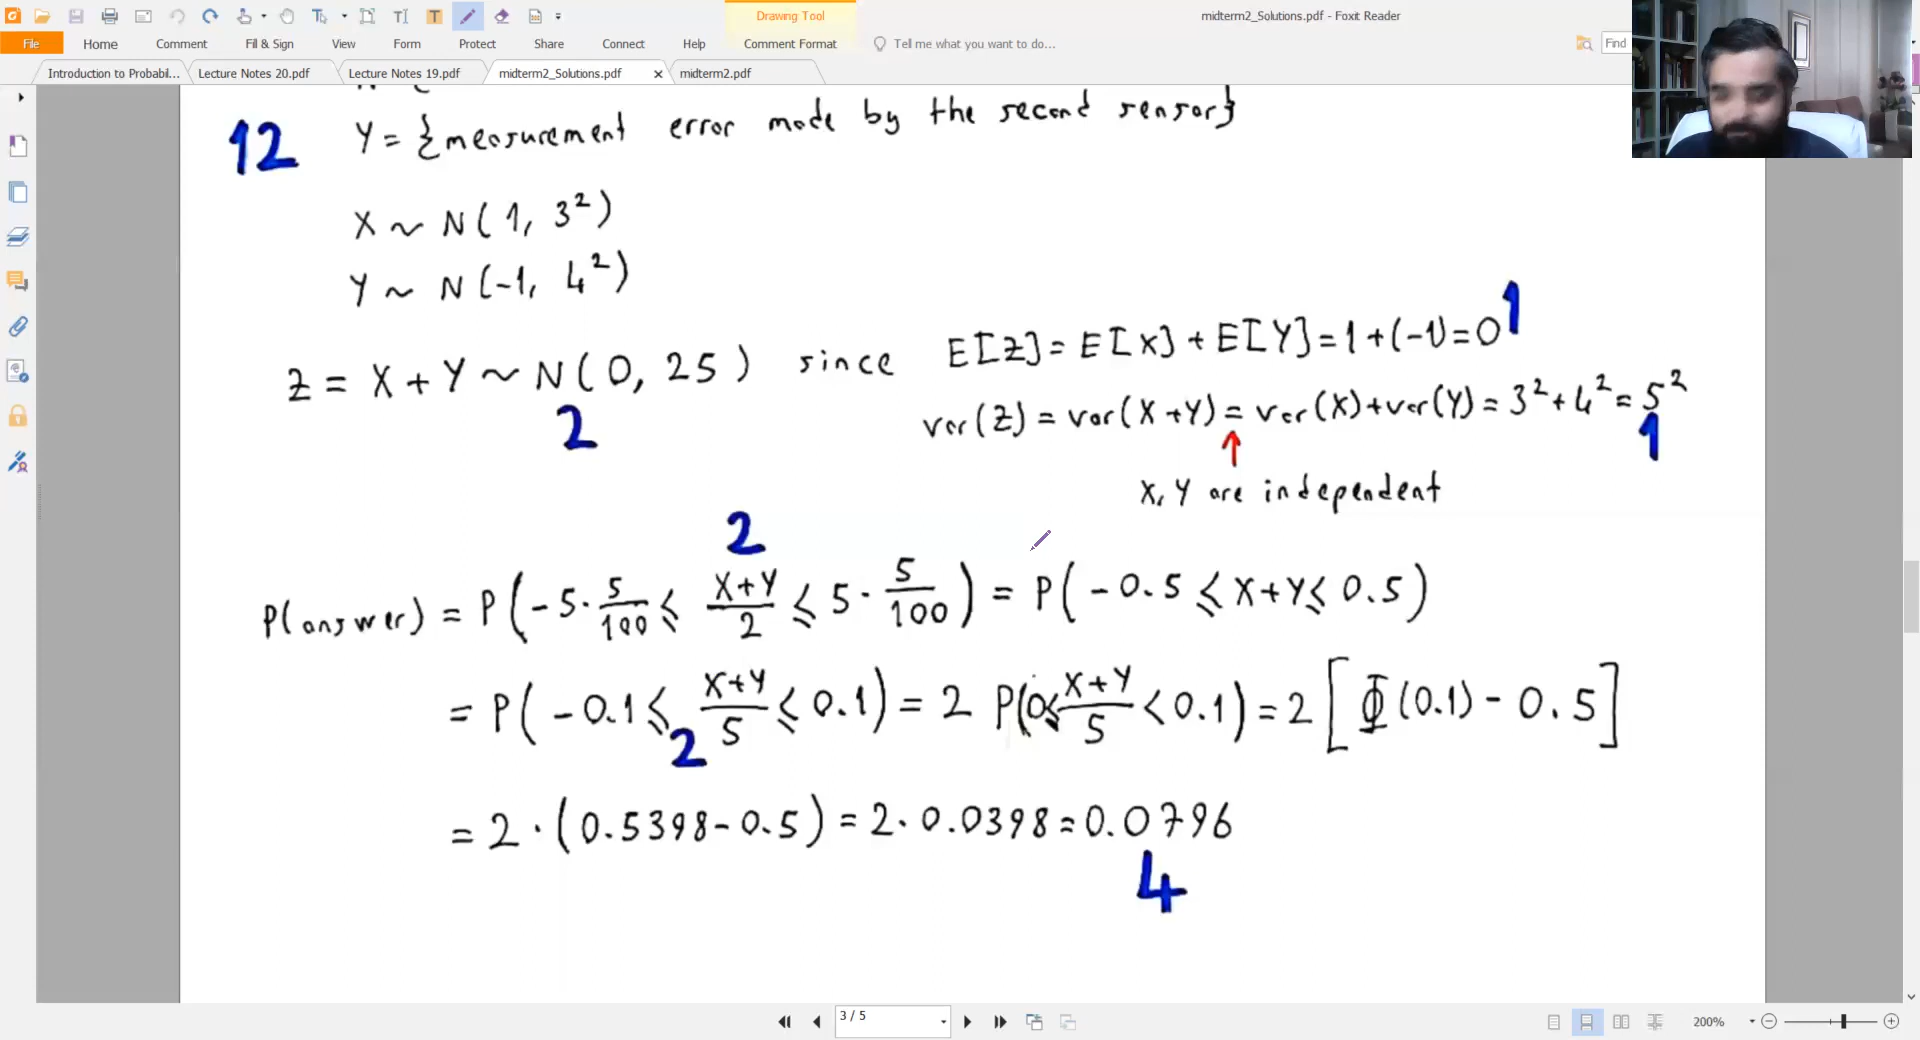 midterm2_Solutions.pdf - Foxit Reader
Drawing Tool
File Home Comment Fill & Sign View Form Protect Share Connect Help Comment Format Tell me what you want to do... Find
Introduction to Probabil... Lecture Notes 20.pdf Lecture Notes 19.pdf midterm2_Solutions.pdf midterm2.pdf
12 Y = {measurement error made by the second sensor}
X ~ N(1, 3²)
Y ~ N(-1, 4²)
Z = X + Y ~ N(0, 25) since E[Z] = E[X] + E[Y] = 1 + (-1) = 0 1
2
var(Z) = var(X + Y) = var(X) + var(Y) = 3² + 4² = 5²
↑ 1
X, Y are independent
2
P(answer) = P(-5 · 5/100 ≤ X+Y/2 ≤ 5 · 5/100) = P(-0.5 ≤ X+Y ≤ 0.5)
= P(-0.1 ≤ X+Y/5 ≤ 0.1) = 2 P(0 ≤ X+Y/5 < 0.1) = 2 [Φ(0.1) - 0.5]
2
= 2 · (0.5398 - 0.5) = 2 · 0.0398 = 0.0796
4
3 / 5
200%